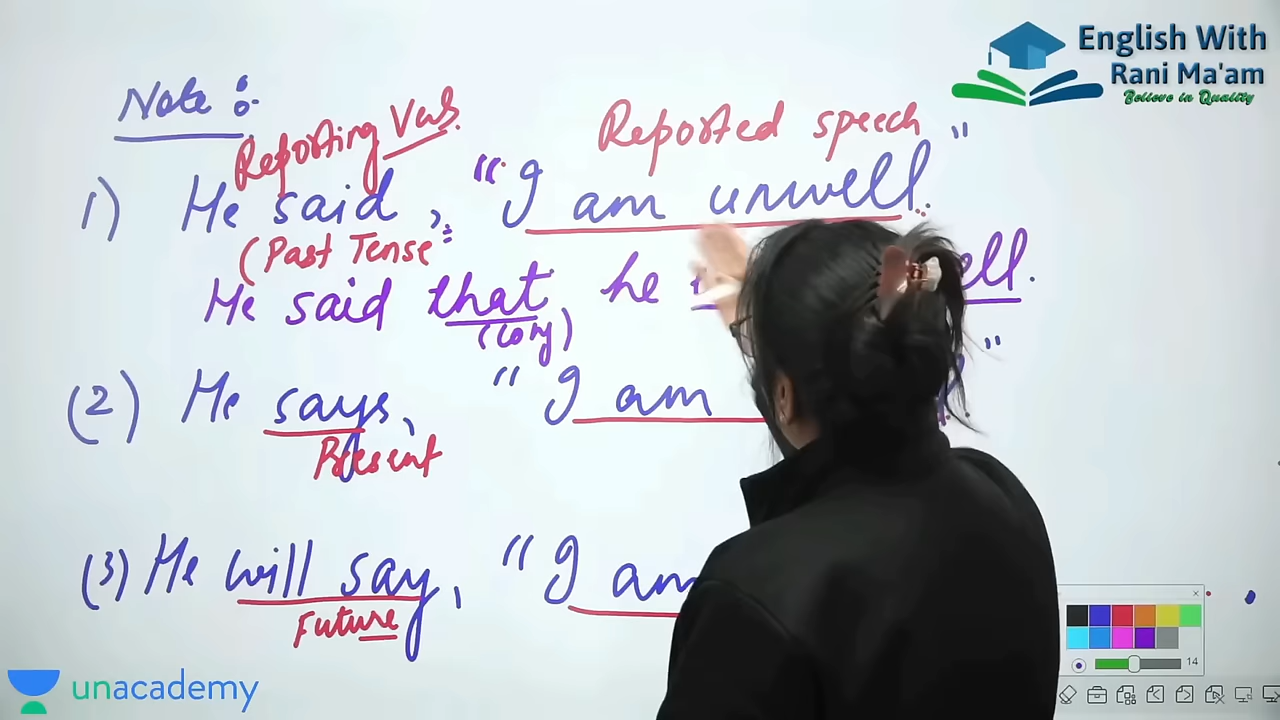 English With
Rani Ma'am
Believe in Quality
Note :-
Reporting Verb.
Reported speech
1) He said, "I am unwell."
(Past Tense
He said that he
(conj)
(2) He says, "I am
Present
(3) He will say, "I am
Future
14
unacademy